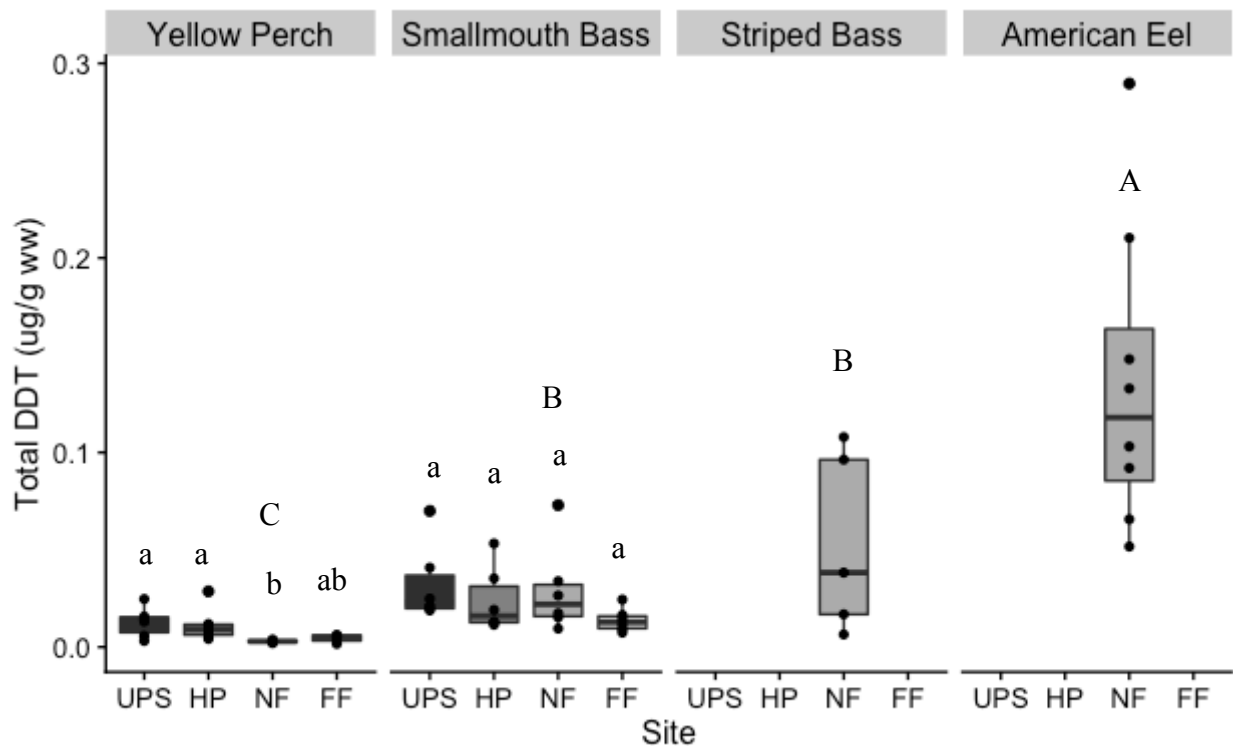 Yellow Perch Smallmouth Bass Striped Bass American Eel
0.3
A
0.2
B
B
0.1
a a a
C
a a b ab a
0.0
Total DDT (ug/g ww)
UPS HP NF FF UPS HP NF FF UPS HP NF FF UPS HP NF FF
Site